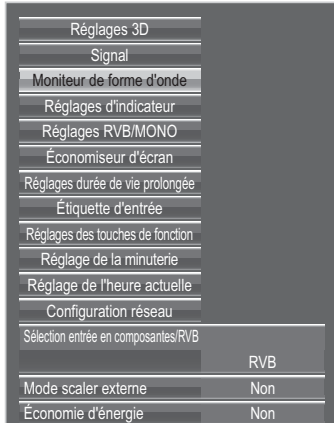 Réglages 3D
Signal
Moniteur de forme d'onde
Réglages d'indicateur
Réglages RVB/MONO
Économiseur d'écran
Réglages durée de vie prolongée
Étiquette d'entrée
Réglages des touches de fonction
Réglage de la minuterie
Réglage de l'heure actuelle
Configuration réseau
Sélection entrée en composantes/RVB
RVB
Mode scaler externe Non
Économie d'énergie Non